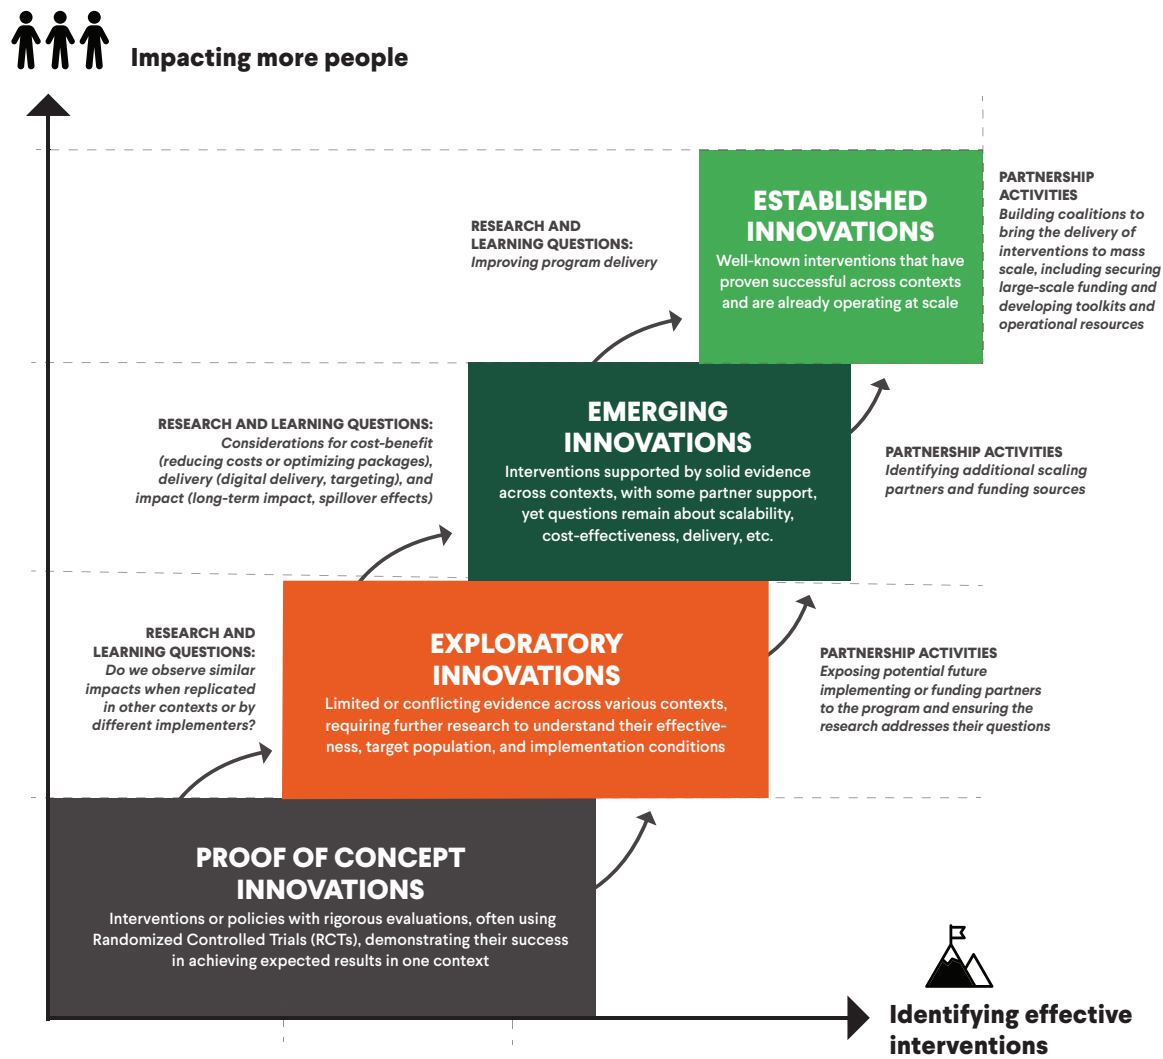 Impacting more people
ESTABLISHED
INNOVATIONS
Well-known interventions that have
proven successful across contexts
and are already operating at scale
PARTNERSHIP
ACTIVITIES
Building coalitions to
bring the delivery of
interventions to mass
scale, including securing
large-scale funding and
developing toolkits and
operational resources
RESEARCH AND
LEARNING QUESTIONS:
Improving program delivery
EMERGING
INNOVATIONS
Interventions supported by solid evidence
across contexts, with some partner support,
yet questions remain about scalability,
cost-effectiveness, delivery, etc.
RESEARCH AND LEARNING QUESTIONS:
Considerations for cost-benefit
(reducing costs or optimizing packages),
delivery (digital delivery, targeting), and
impact (long-term impact, spillover effects)
PARTNERSHIP ACTIVITIES
Identifying additional scaling
partners and funding sources
EXPLORATORY
INNOVATIONS
Limited or conflicting evidence across various contexts,
requiring further research to understand their effective-
ness, target population, and implementation conditions
RESEARCH AND
LEARNING QUESTIONS:
Do we observe similar
impacts when replicated
in other contexts or by
different implementers?
PARTNERSHIP ACTIVITIES
Exposing potential future
implementing or funding partners
to the program and ensuring the
research addresses their questions
PROOF OF CONCEPT
INNOVATIONS
Interventions or policies with rigorous evaluations, often using
Randomized Controlled Trials (RCTs), demonstrating their success
in achieving expected results in one context
Identifying effective
interventions